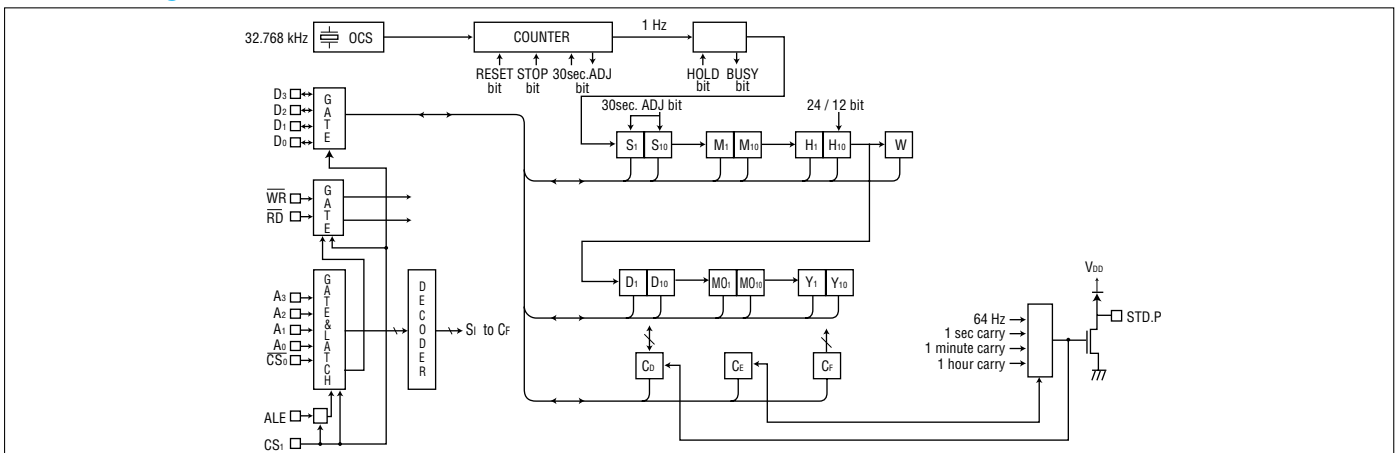 32.768 kHz OCS COUNTER 1 Hz
RESET bit STOP bit 30sec.ADJ bit HOLD bit BUSY bit
D3
D2
D1
D0
GATE
30sec. ADJ bit 24 / 12 bit
S1 S10 M1 M10 H1 H10 W
WR
RD
GATE
D1 D10 MO1 MO10 Y1 Y10
A3
A2
A1
A0
CS0
GATE&LATCH
DECODER
SI to CF
CD CE CF
64 Hz
1 sec carry
1 minute carry
1 hour carry
VDD
STD.P
ALE
CS1